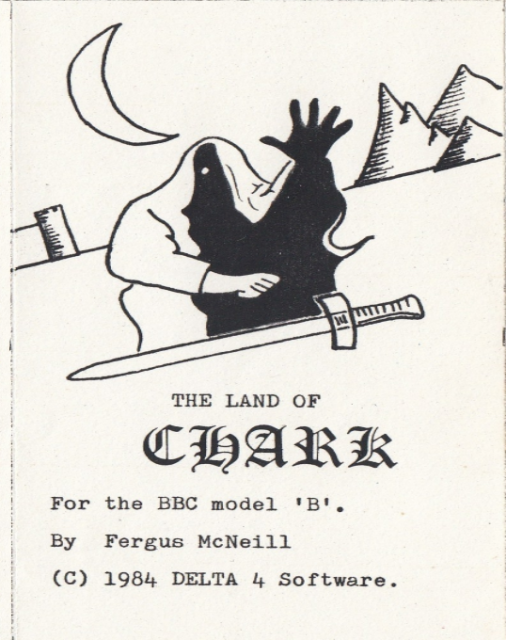 THE LAND OF
CHARK
For the BBC model 'B'.
By Fergus McNeill
(C) 1984 DELTA 4 Software.